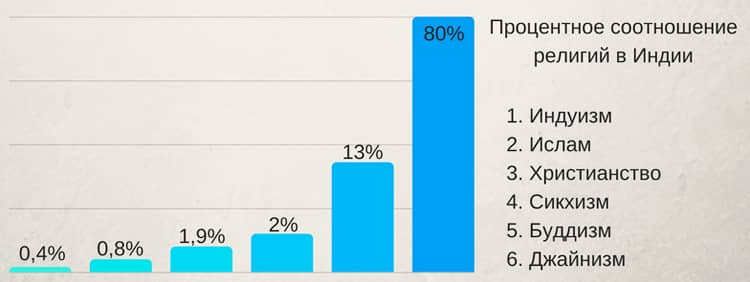 0,4%
0,8%
1,9%
2%
13%
80%
Процентное соотношение
религий в Индии
1. Индуизм
2. Ислам
3. Христианство
4. Сикхизм
5. Буддизм
6. Джайнизм